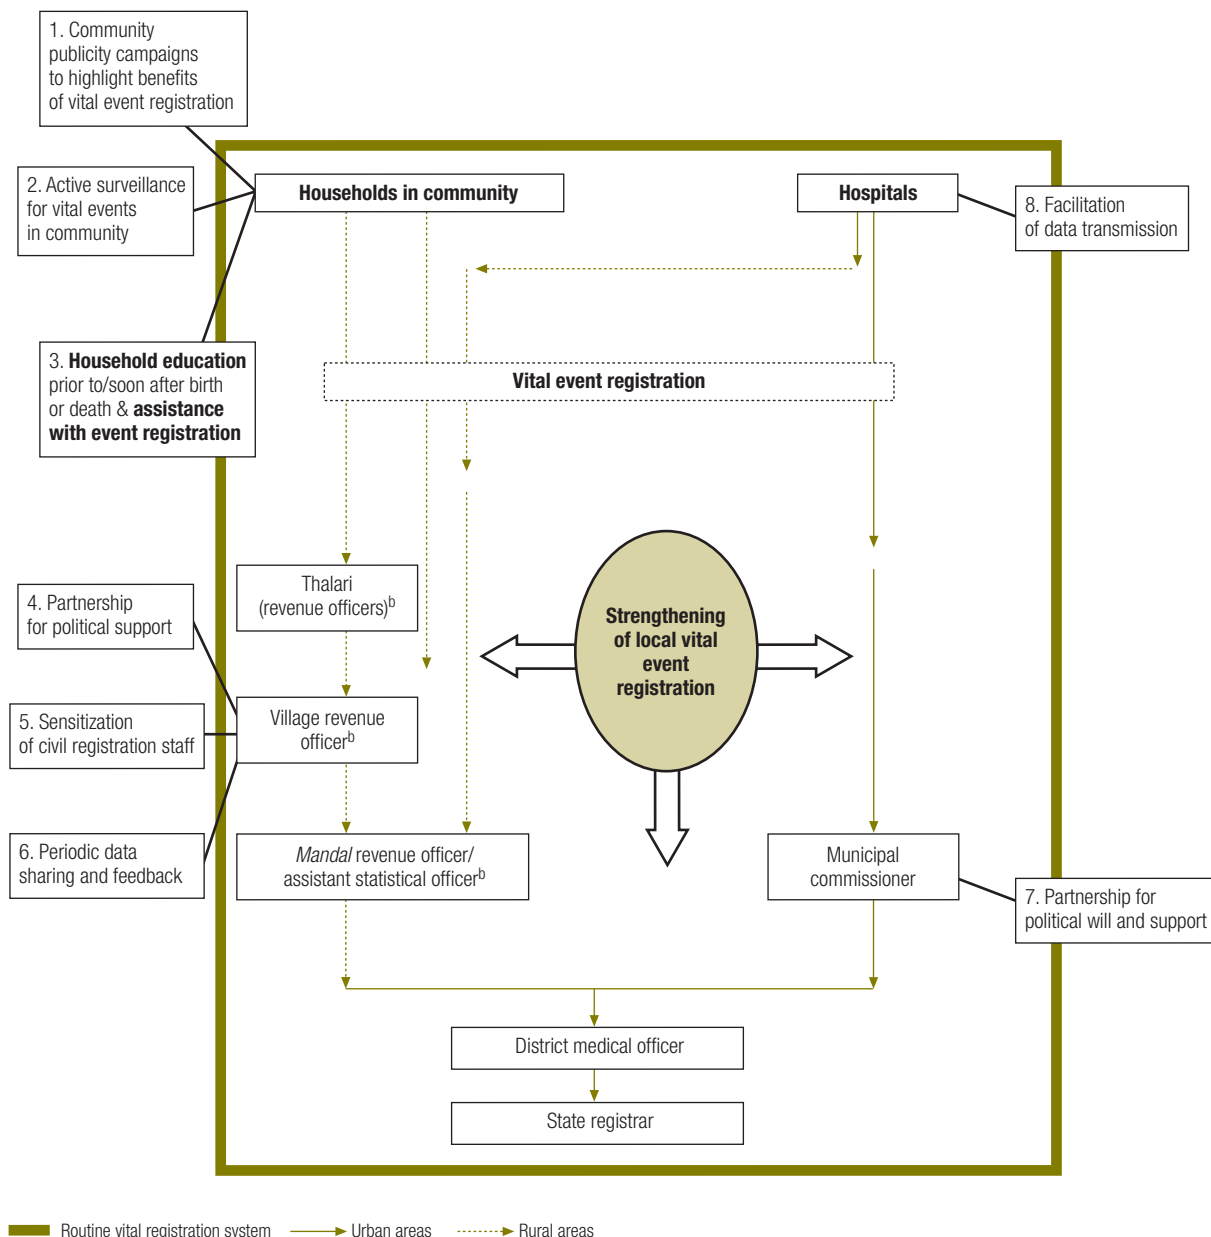 1. Community
publicity campaigns
to highlight benefits
of vital event registration
2. Active surveillance
for vital events
in community
Households in community
Hospitals
8. Facilitation
of data transmission
3. Household education
prior to/soon after birth
or death & assistance
with event registration
Vital event registration
Thalari
(revenue officers)b
Strengthening
of local vital
event
registration
4. Partnership
for political support
5. Sensitization
of civil registration staff
Village revenue
officerb
6. Periodic data
sharing and feedback
Mandal revenue officer/
assistant statistical officerb
Municipal
commissioner
7. Partnership for
political will and support
District medical officer
State registrar
Routine vital registration system
Urban areas
Rural areas